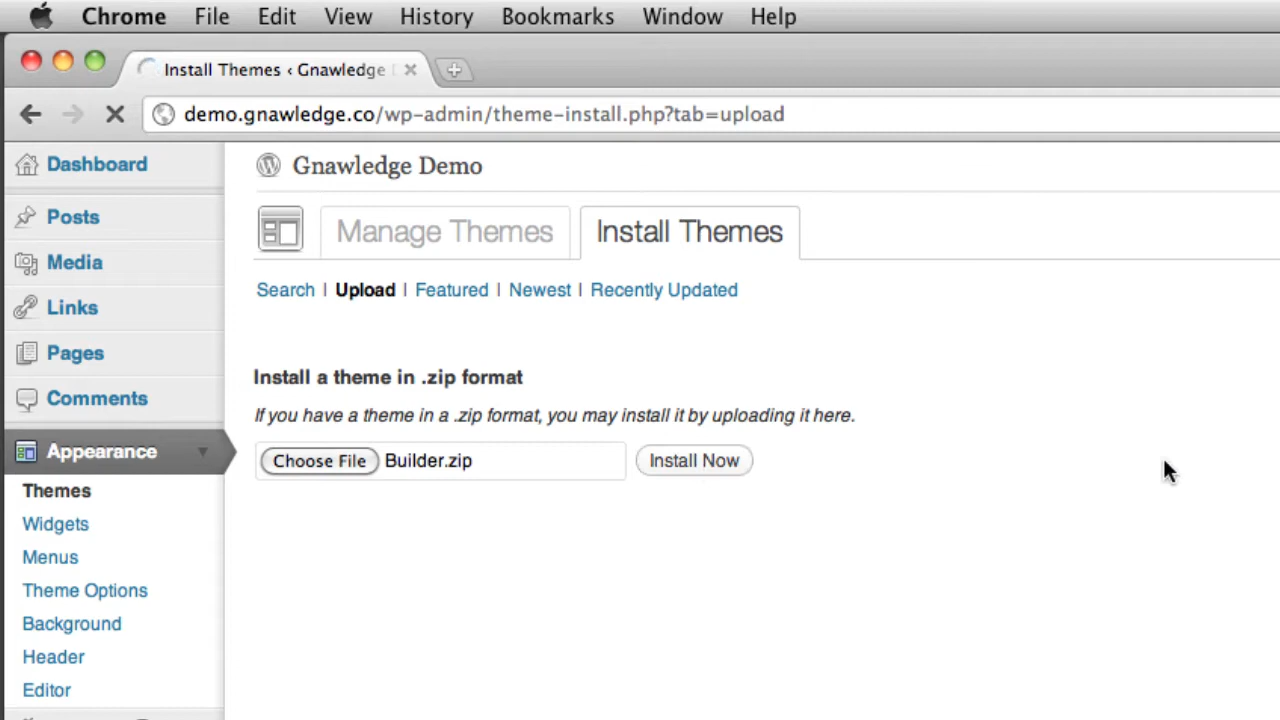 Chrome File Edit View History Bookmarks Window Help
Install Themes ‹ Gnawledge
demo.gnawledge.co/wp-admin/theme-install.php?tab=upload
Dashboard
Posts
Media
Links
Pages
Comments
Appearance
Themes
Widgets
Menus
Theme Options
Background
Header
Editor
Gnawledge Demo
Manage Themes Install Themes
Search | Upload | Featured | Newest | Recently Updated
Install a theme in .zip format
If you have a theme in a .zip format, you may install it by uploading it here.
Choose File Builder.zip Install Now